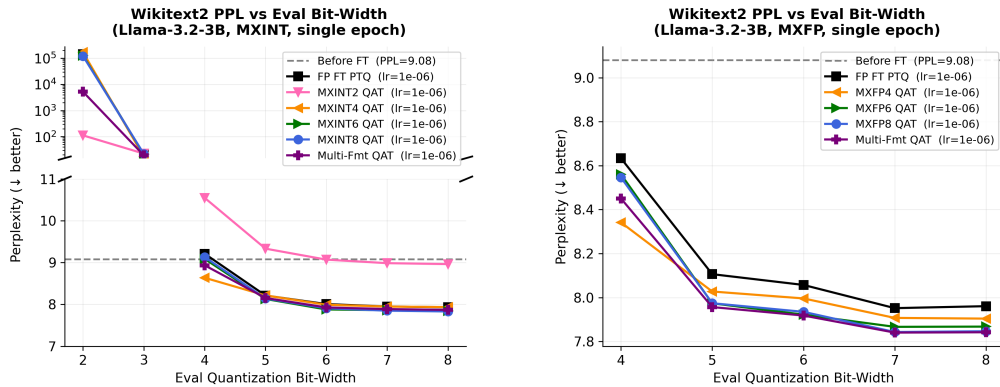 Wikitext2 PPL vs Eval Bit-Width
(Llama-3.2-3B, MXINT, single epoch)
10⁵
10⁴
10³
10²
11
10
9
8
7
Perplexity (↓ better)
Before FT (PPL=9.08)
FP FT PTQ (lr=1e-06)
MXINT2 QAT (lr=1e-06)
MXINT4 QAT (lr=1e-06)
MXINT6 QAT (lr=1e-06)
MXINT8 QAT (lr=1e-06)
Multi-Fmt QAT (lr=1e-06)
2 3 4 5 6 7 8
Eval Quantization Bit-Width
Wikitext2 PPL vs Eval Bit-Width
(Llama-3.2-3B, MXFP, single epoch)
9.0
8.8
8.6
8.4
8.2
8.0
7.8
Perplexity (↓ better)
Before FT (PPL=9.08)
FP FT PTQ (lr=1e-06)
MXFP4 QAT (lr=1e-06)
MXFP6 QAT (lr=1e-06)
MXFP8 QAT (lr=1e-06)
Multi-Fmt QAT (lr=1e-06)
4 5 6 7 8
Eval Quantization Bit-Width